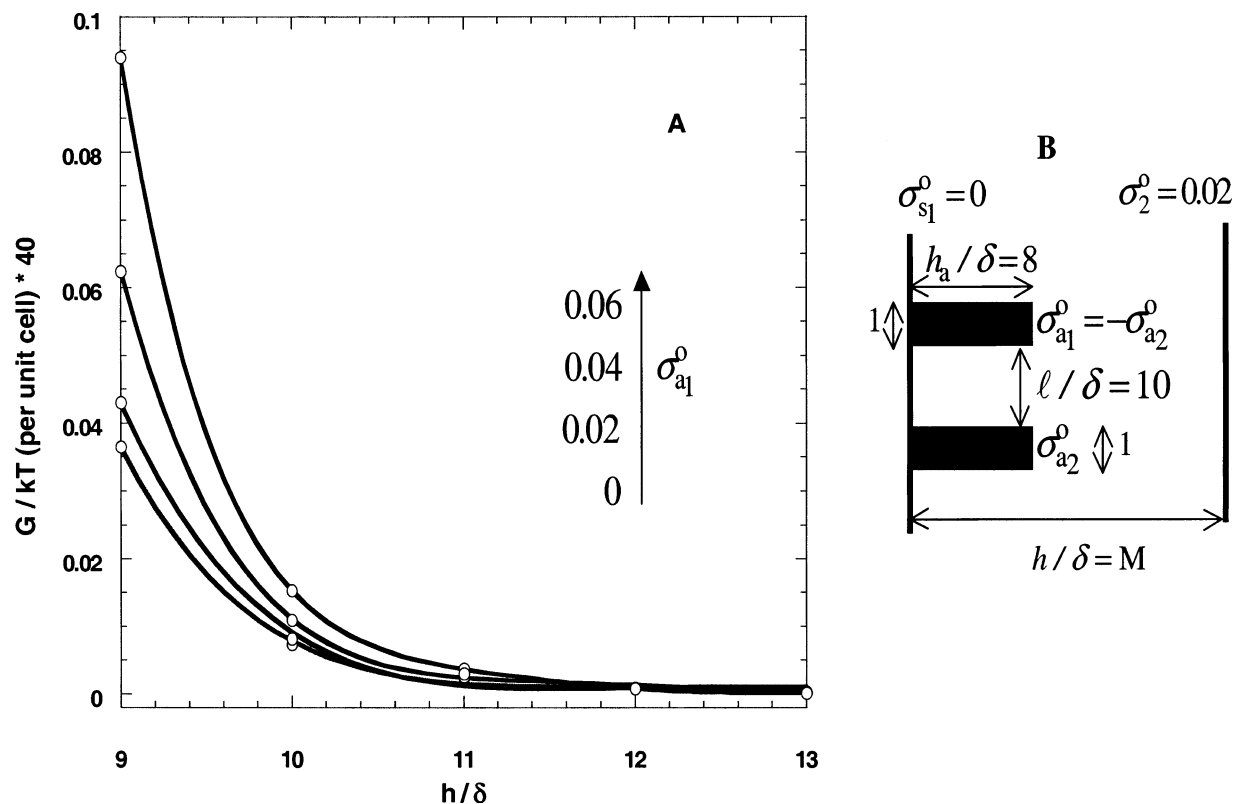 0.1
0.08
0.06
0.04
0.02
0
G / kT (per unit cell) * 40
9
10
11
12
13
h/δ
A
0.06
0.04
0.02
0
σ°a1
B
σ°s1 = 0
σ°2 = 0.02
ha / δ = 8
1
σ°a1 = −σ°a2
ℓ / δ = 10
σ°a2
1
h / δ = M